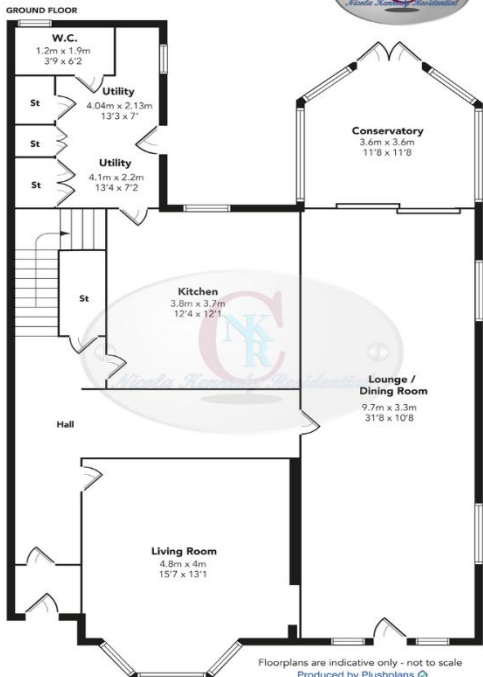 GROUND FLOOR
Nicola Kennedy Residential
W.C.
1.2m x 1.9m
3'9 x 6'2
St
Utility
4.04m x 2.13m
13'3 x 7'
St
Utility
4.1m x 2.2m
13'4 x 7'2
St
Conservatory
3.6m x 3.6m
11'8 x 11'8
Kitchen
3.8m x 3.7m
12'4 x 12'1
St
C
NK
R
Lounge /
Dining Room
9.7m x 3.3m
31'8 x 10'8
Hall
Living Room
4.8m x 4m
15'7 x 13'1
Floorplans are indicative only - not to scale
Produced by Plushplans